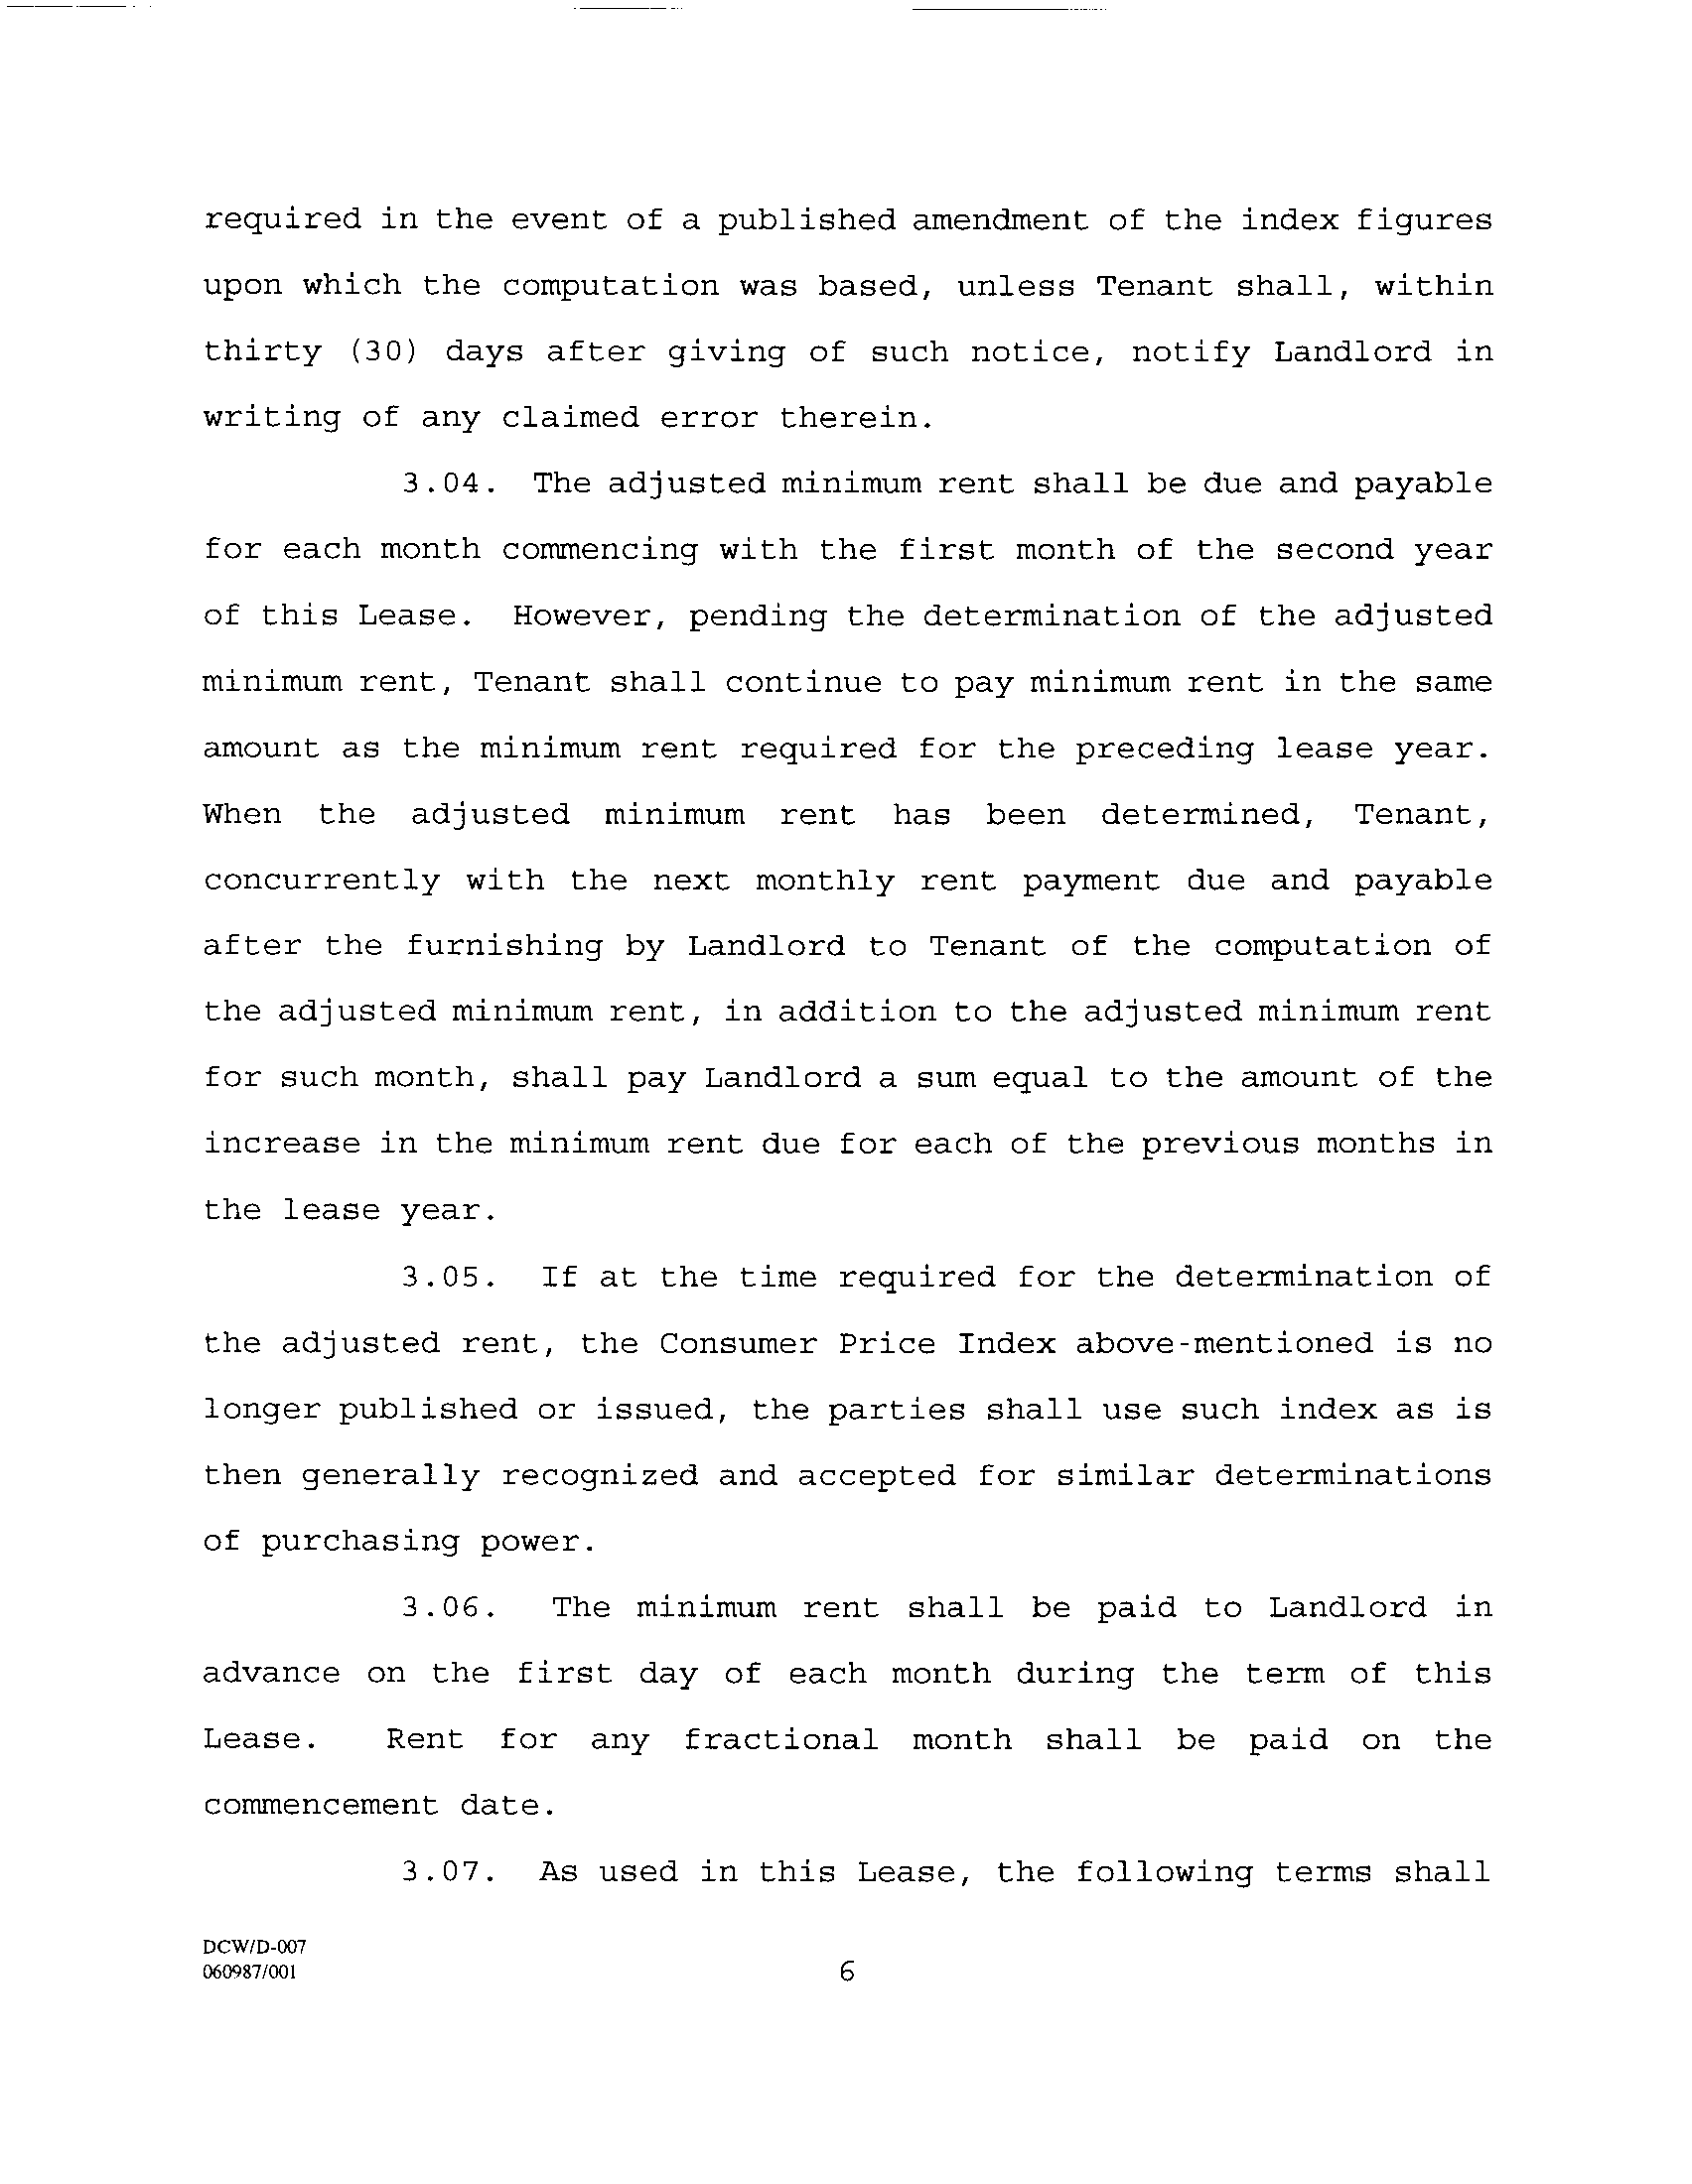 required in the event of a published amendment of the index figures
upon which the computation was based, unless Tenant shall, within
thirty (30) days after giving of such notice, notify Landlord in
writing of any claimed error therein.
3.04. The adjusted minimum rent shall be due and payable
for each month commencing with the first month of the second year
of this Lease. However, pending the determination of the adjusted
minimum rent, Tenant shall continue to pay minimum rent in the same
amount as the minimum rent required for the preceding lease year.
When the adjusted minimum rent has been determined, Tenant,
concurrently with the next monthly rent payment due and payable
after the furnishing by Landlord to Tenant of the computation of
the adjusted minimum rent, in addition to the adjusted minimum rent
for such month, shall pay Landlord a sum equal to the amount of the
increase in the minimum rent due for each of the previous months in
the lease year.
3.05. If at the time required for the determination of
the adjusted rent, the Consumer Price Index above-mentioned is no
longer published or issued, the parties shall use such index as is
then generally recognized and accepted for similar determinations
of purchasing power.
3.06. The minimum rent shall be paid to Landlord in
advance on the first day of each month during the term of this
Lease. Rent for any fractional month shall be paid on the
commencement date.
3.07. As used in this Lease, the following terms shall
DCW/D-007
060987/001
6